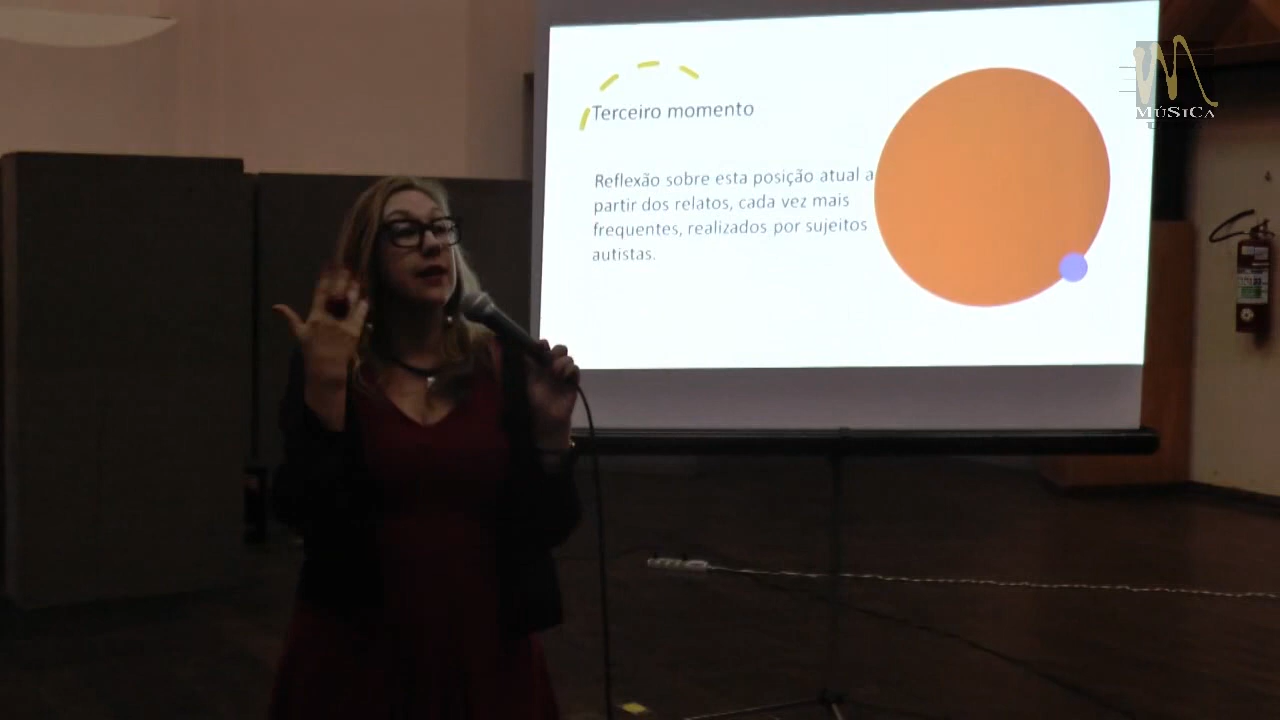 Terceiro momento
Reflexão sobre esta posição atual a
partir dos relatos, cada vez mais
frequentes, realizados por sujeitos
autistas.
MÚSICA
U